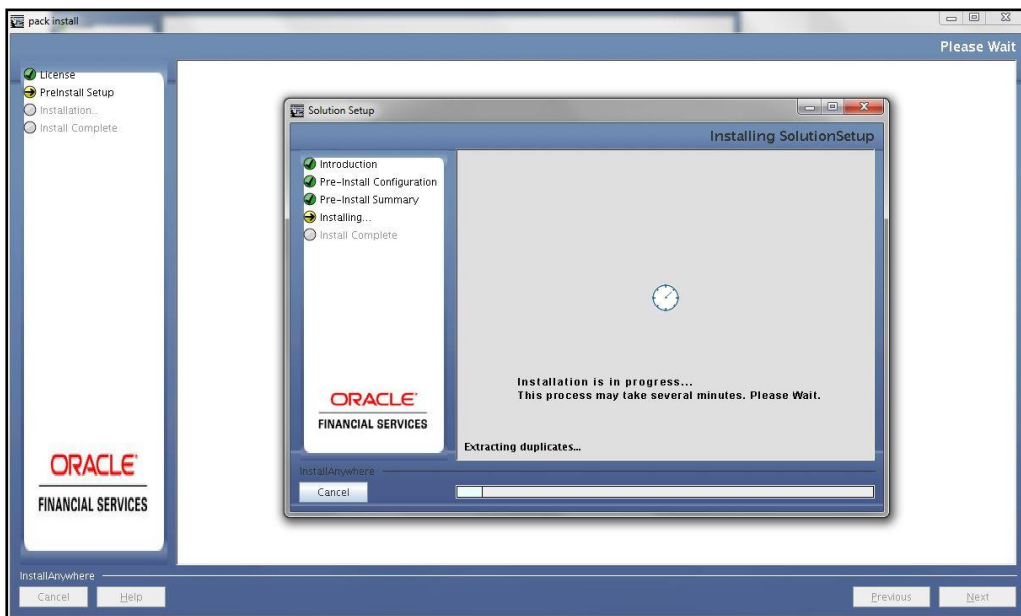 pack install
Please Wait
License
PreInstall Setup
Installation...
Install Complete
ORACLE
FINANCIAL SERVICES
InstallAnywhere
Cancel
Help
Previous
Next
Solution Setup
Installing SolutionSetup
Introduction
Pre-Install Configuration
Pre-Install Summary
Installing...
Install Complete
ORACLE
FINANCIAL SERVICES
Installation is in progress...
This process may take several minutes. Please Wait.
Extracting duplicates...
InstallAnywhere
Cancel